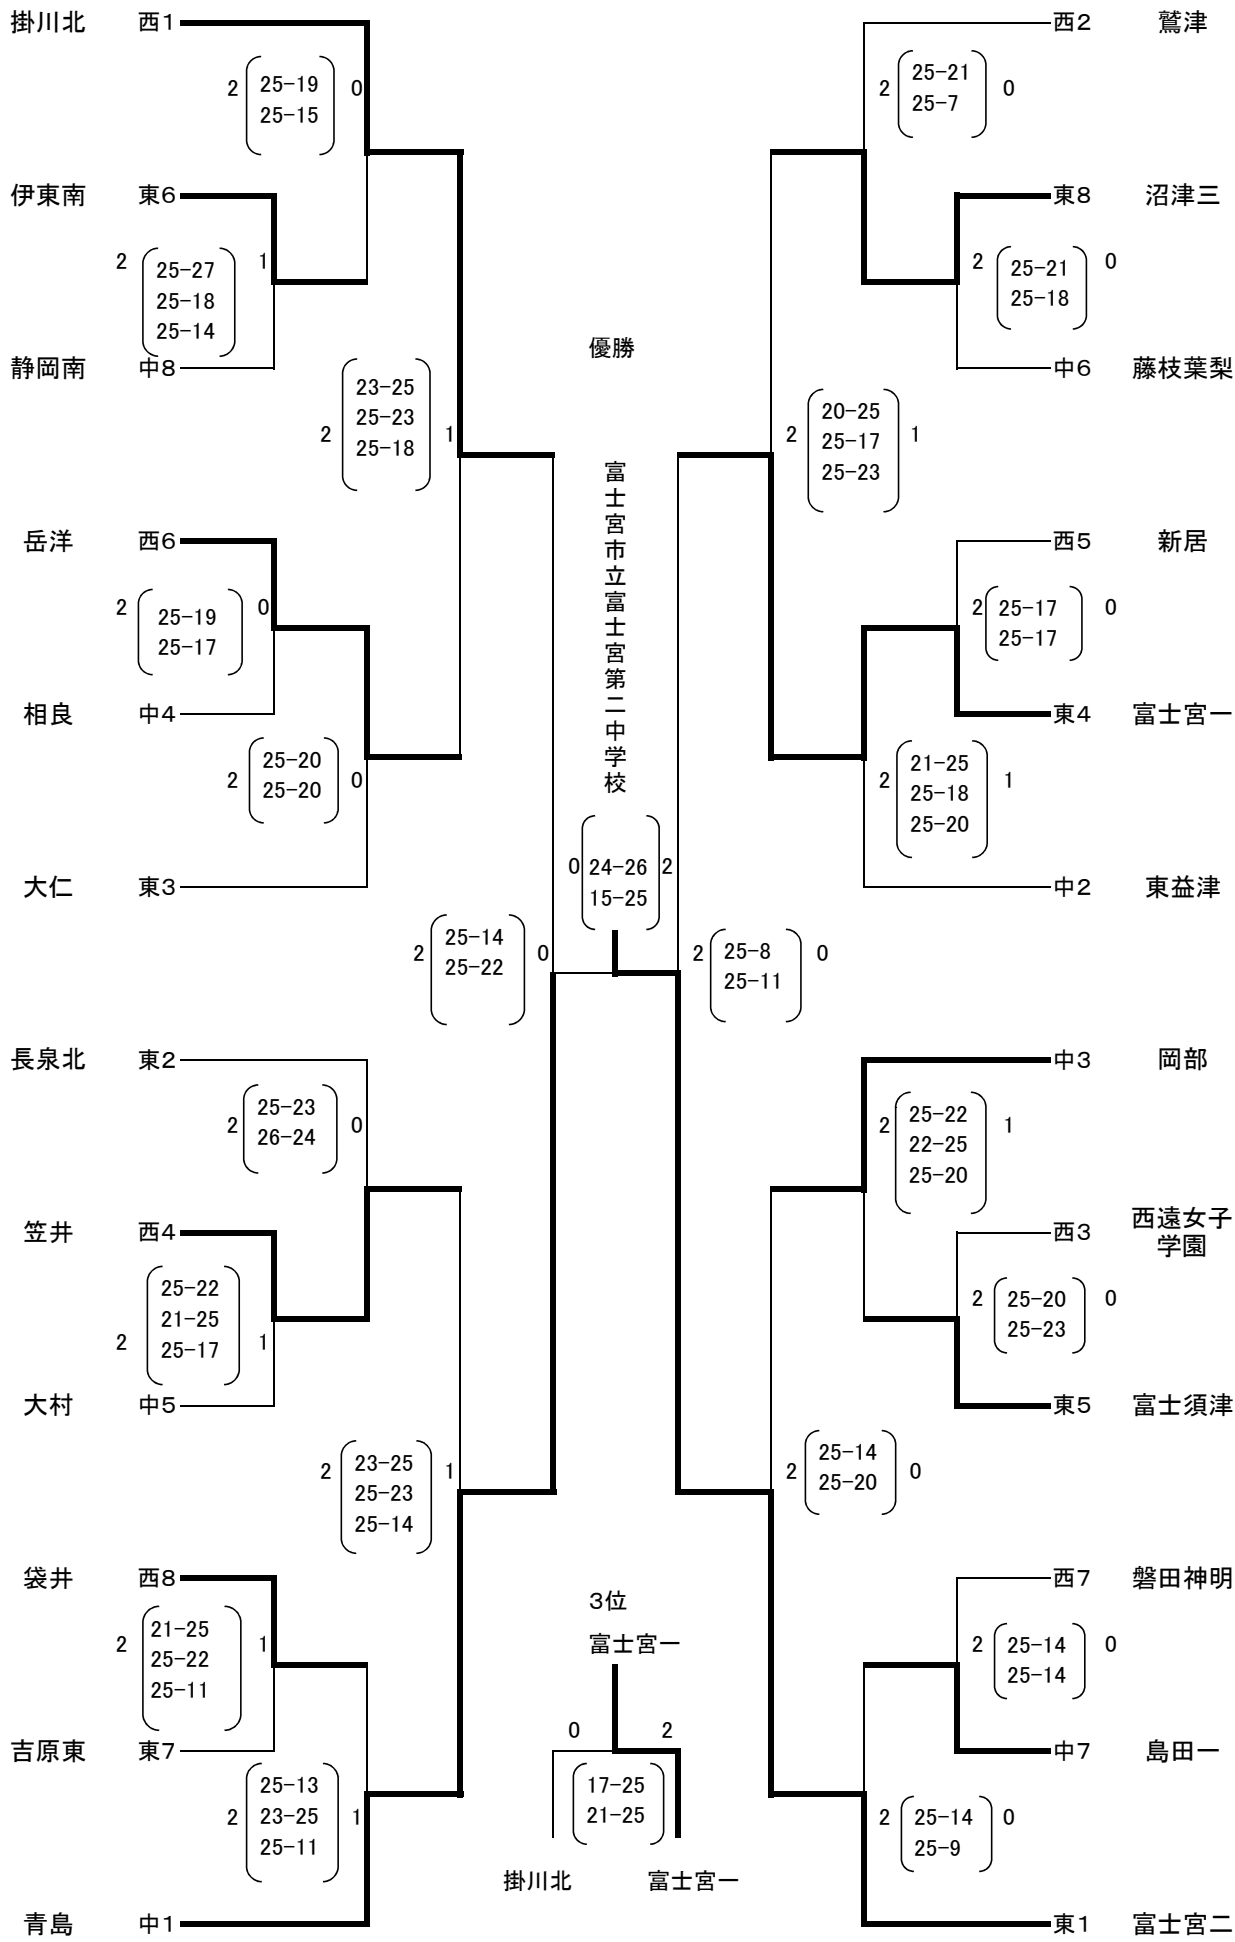 掛川北 西1
2 25-19 0
25-15
伊東南 東6
2 25-27 1
25-18
25-14
静岡南 中8
2 23-25 1
25-23
25-18
岳洋 西6
2 25-19 0
25-17
相良 中4
2 25-20 0
25-20
大仁 東3
2 25-14 0
25-22
長泉北 東2
2 25-23 0
26-24
笠井 西4
2 25-22 1
21-25
25-17
大村 中5
2 23-25 1
25-23
25-14
袋井 西8
2 21-25 1
25-22
25-11
吉原東 東7
2 25-13 1
23-25
25-11
青島 中1
優勝
富士宮市立富士宮第二中学校
0 24-26 2
15-25
3位
富士宮一
0 2
17-25
21-25
掛川北 富士宮一
西2 鷲津
2 25-21 0
25-7
東8 沼津三
2 25-21 0
25-18
中6 藤枝葉梨
2 20-25 1
25-17
25-23
西5 新居
2 25-17 0
25-17
東4 富士宮一
2 21-25 1
25-18
25-20
中2 東益津
2 25-8 0
25-11
中3 岡部
2 25-22 1
22-25
25-20
西3 西遠女子
学園
2 25-20 0
25-23
東5 富士須津
2 25-14 0
25-20
西7 磐田神明
2 25-14 0
25-14
中7 島田一
2 25-14 0
25-9
東1 富士宮二